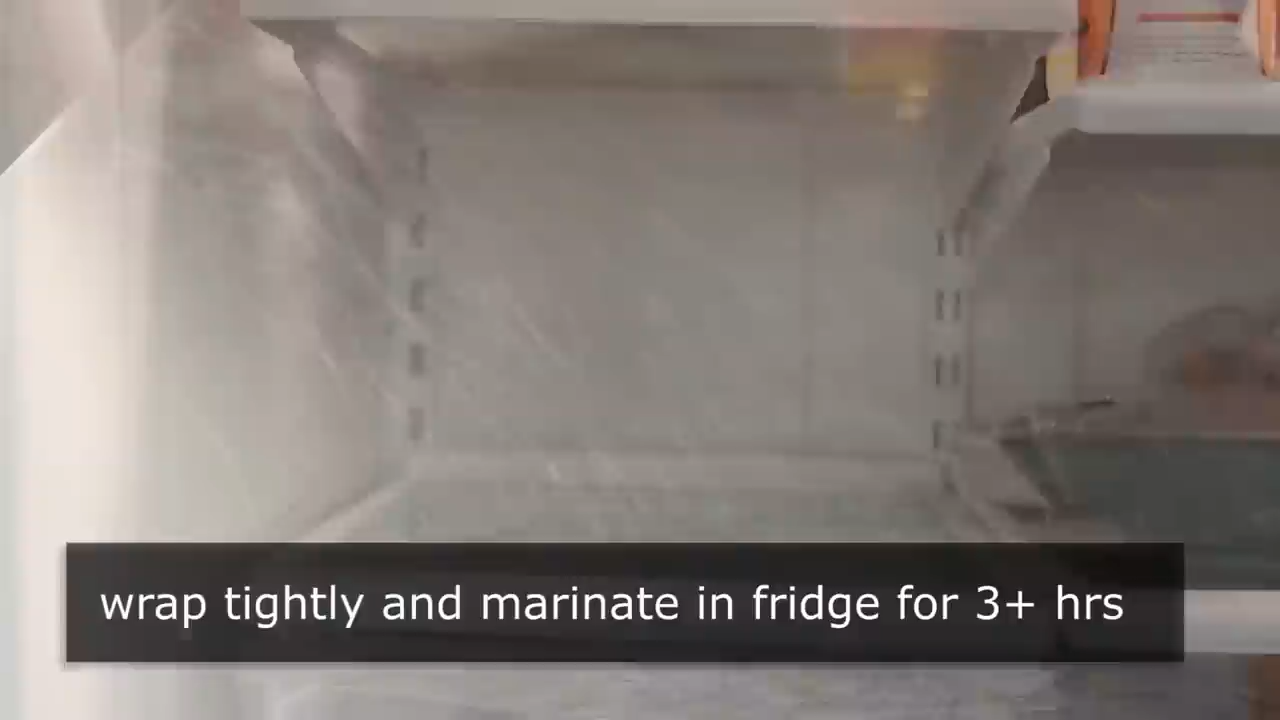 wrap tightly and marinate in fridge for 3+ hrs